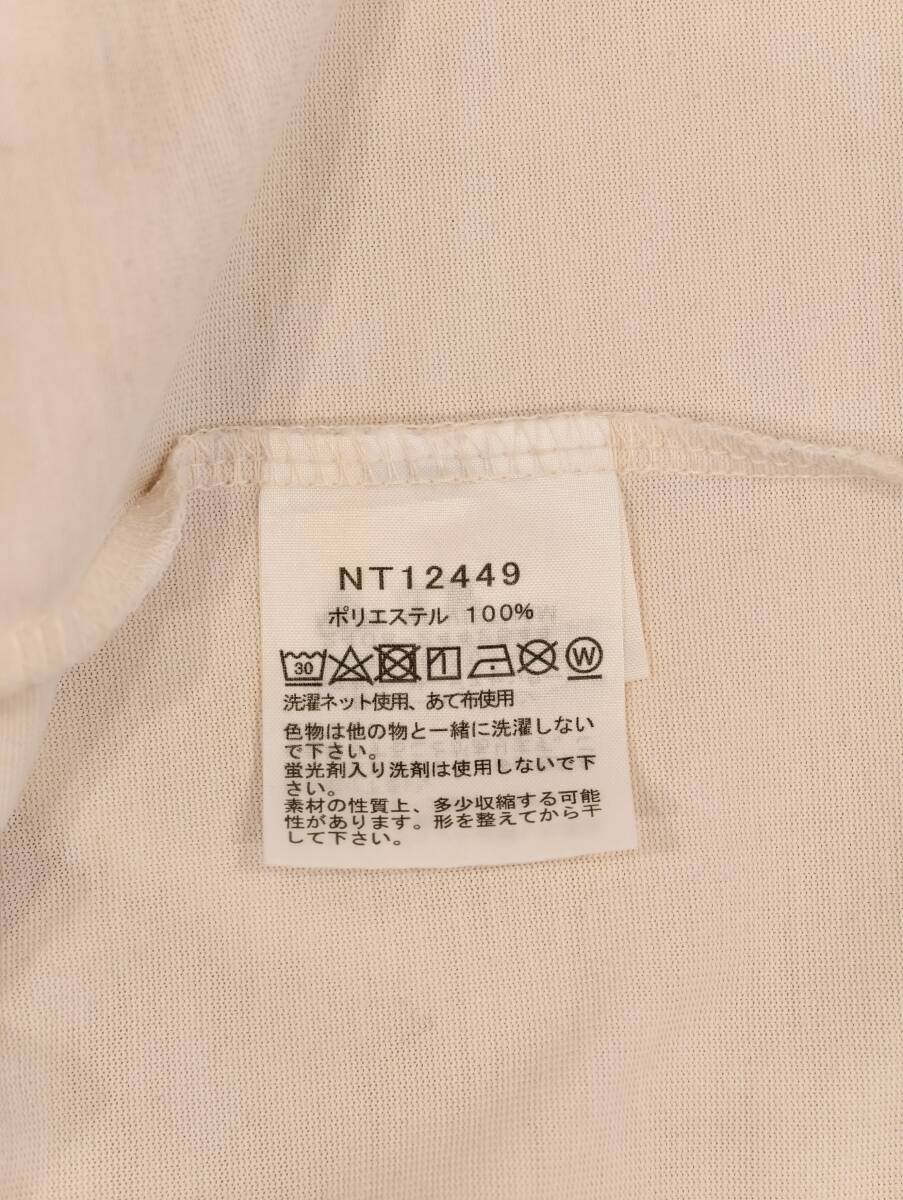 NT12449
ポリエステル 100%
30
W
洗濯ネット使用、あて布使用
色物は他の物と一緒に洗濯しない
で下さい。
蛍光剤入り洗剤は使用しないで下
さい。
素材の性質上、多少収縮する可能
性があります。形を整えてから干
して下さい。